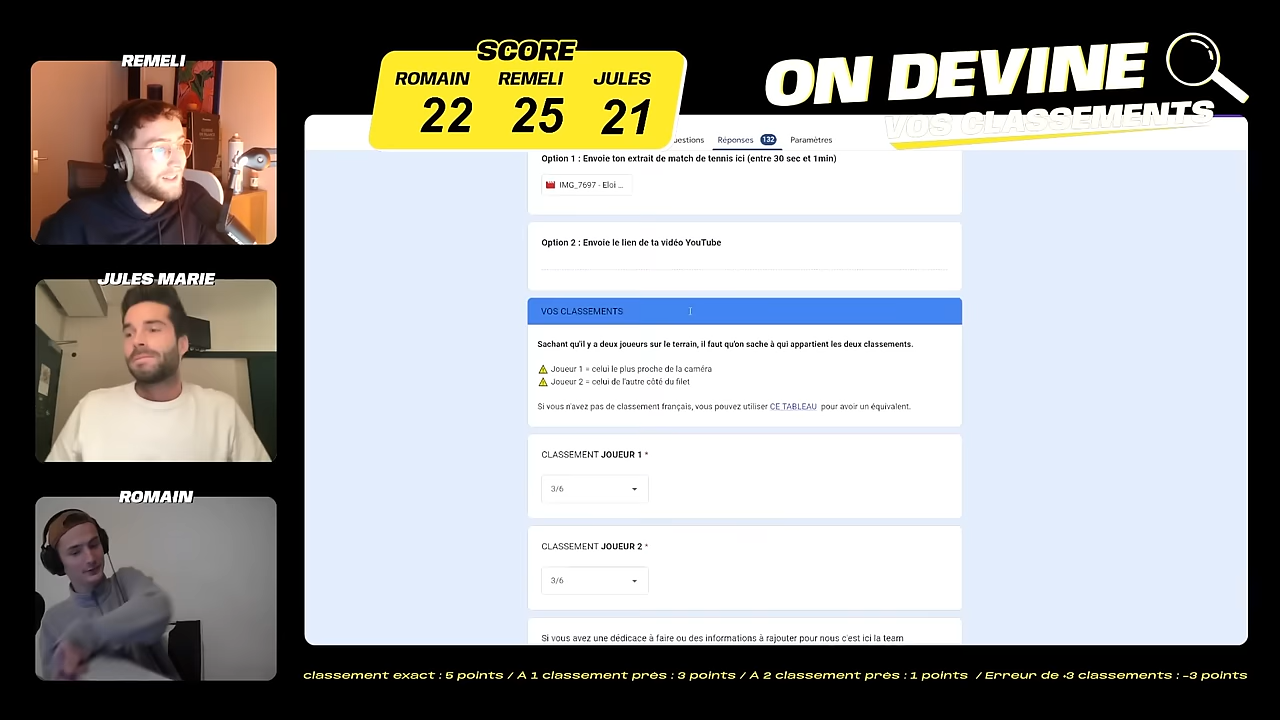 REMELI
JULES MARIE
ROMAIN
SCORE
ROMAIN REMELI JULES
22 25 21
ON DEVINE
VOS CLASSEMENTS
uestions Réponses 132 Paramètres
Option 1 : Envoie ton extrait de match de tennis ici (entre 30 sec et 1min)
IMG_7697 - Eloi ...
Option 2 : Envoie le lien de ta vidéo YouTube
VOS CLASSEMENTS
Sachant qu'il y a deux joueurs sur le terrain, il faut qu'on sache à qui appartient les deux classements.
Joueur 1 = celui le plus proche de la caméra
Joueur 2 = celui de l'autre côté du filet
Si vous n'avez pas de classement français, vous pouvez utiliser CE TABLEAU pour avoir un équivalent.
CLASSEMENT JOUEUR 1 *
3/6
CLASSEMENT JOUEUR 2 *
3/6
Si vous avez une dédicace à faire ou des informations à rajouter pour nous c'est ici la team
classement exact : 5 points / À 1 classement près : 3 points / À 2 classement près : 1 points / Erreur de +3 classements : -3 points